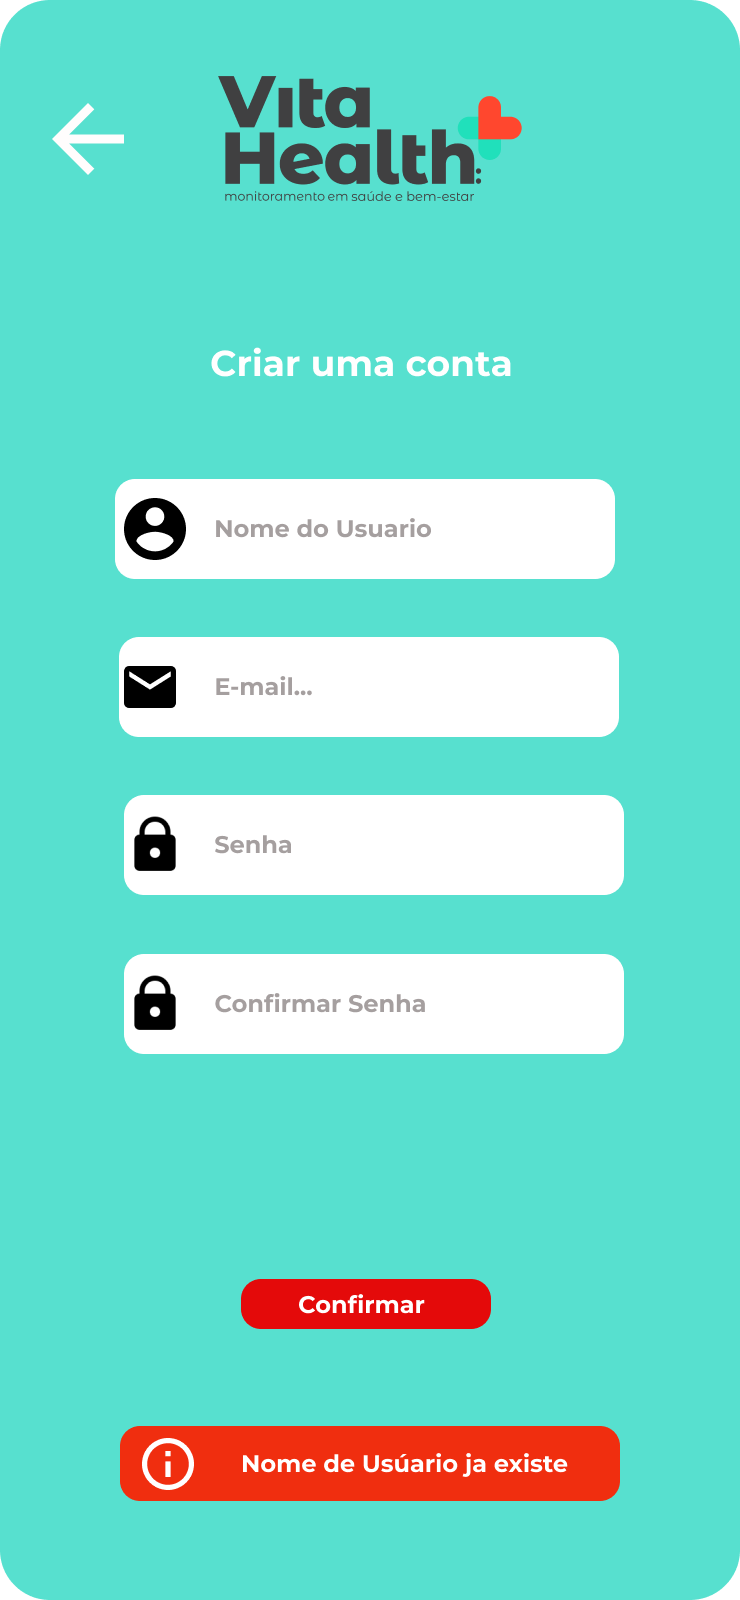 Vita
Health:
monitoramento em saúde e bem-estar
Criar uma conta
Nome do Usuario
E-mail...
Senha
Confirmar Senha
Confirmar
Nome de Usúario ja existe